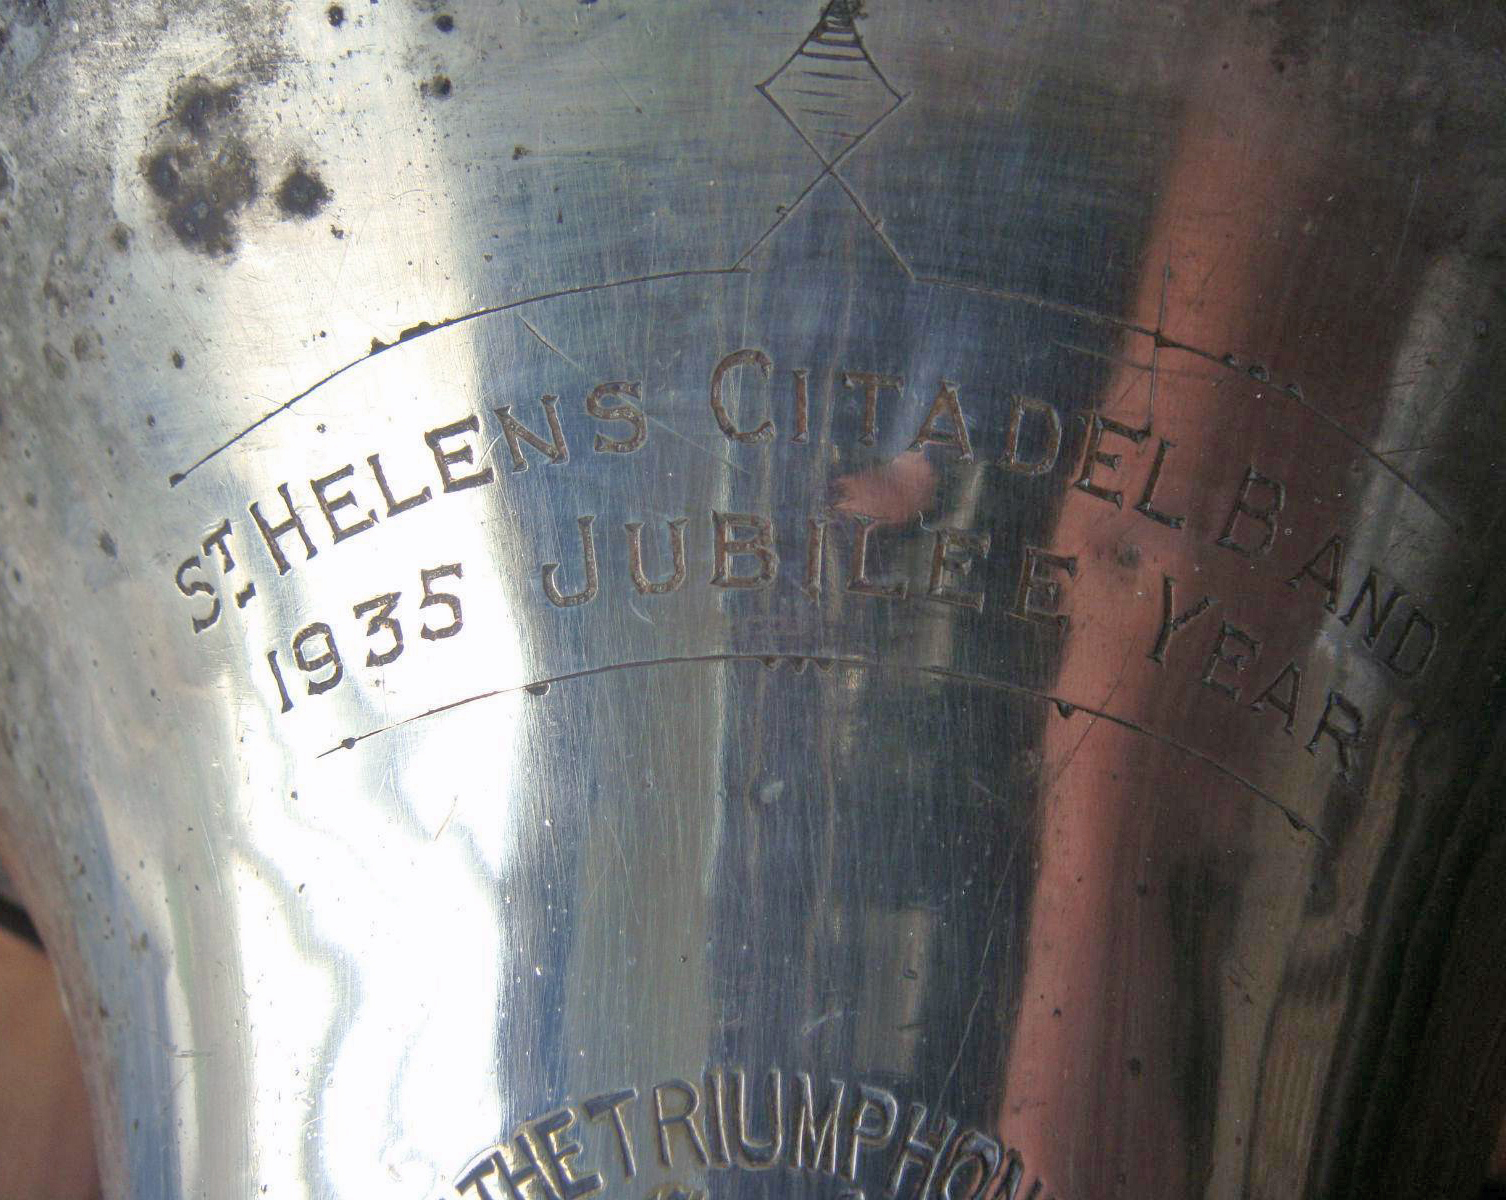 ST HELENS CITADEL BAND
1935 JUBILEE YEAR
THE TRIUMPHON